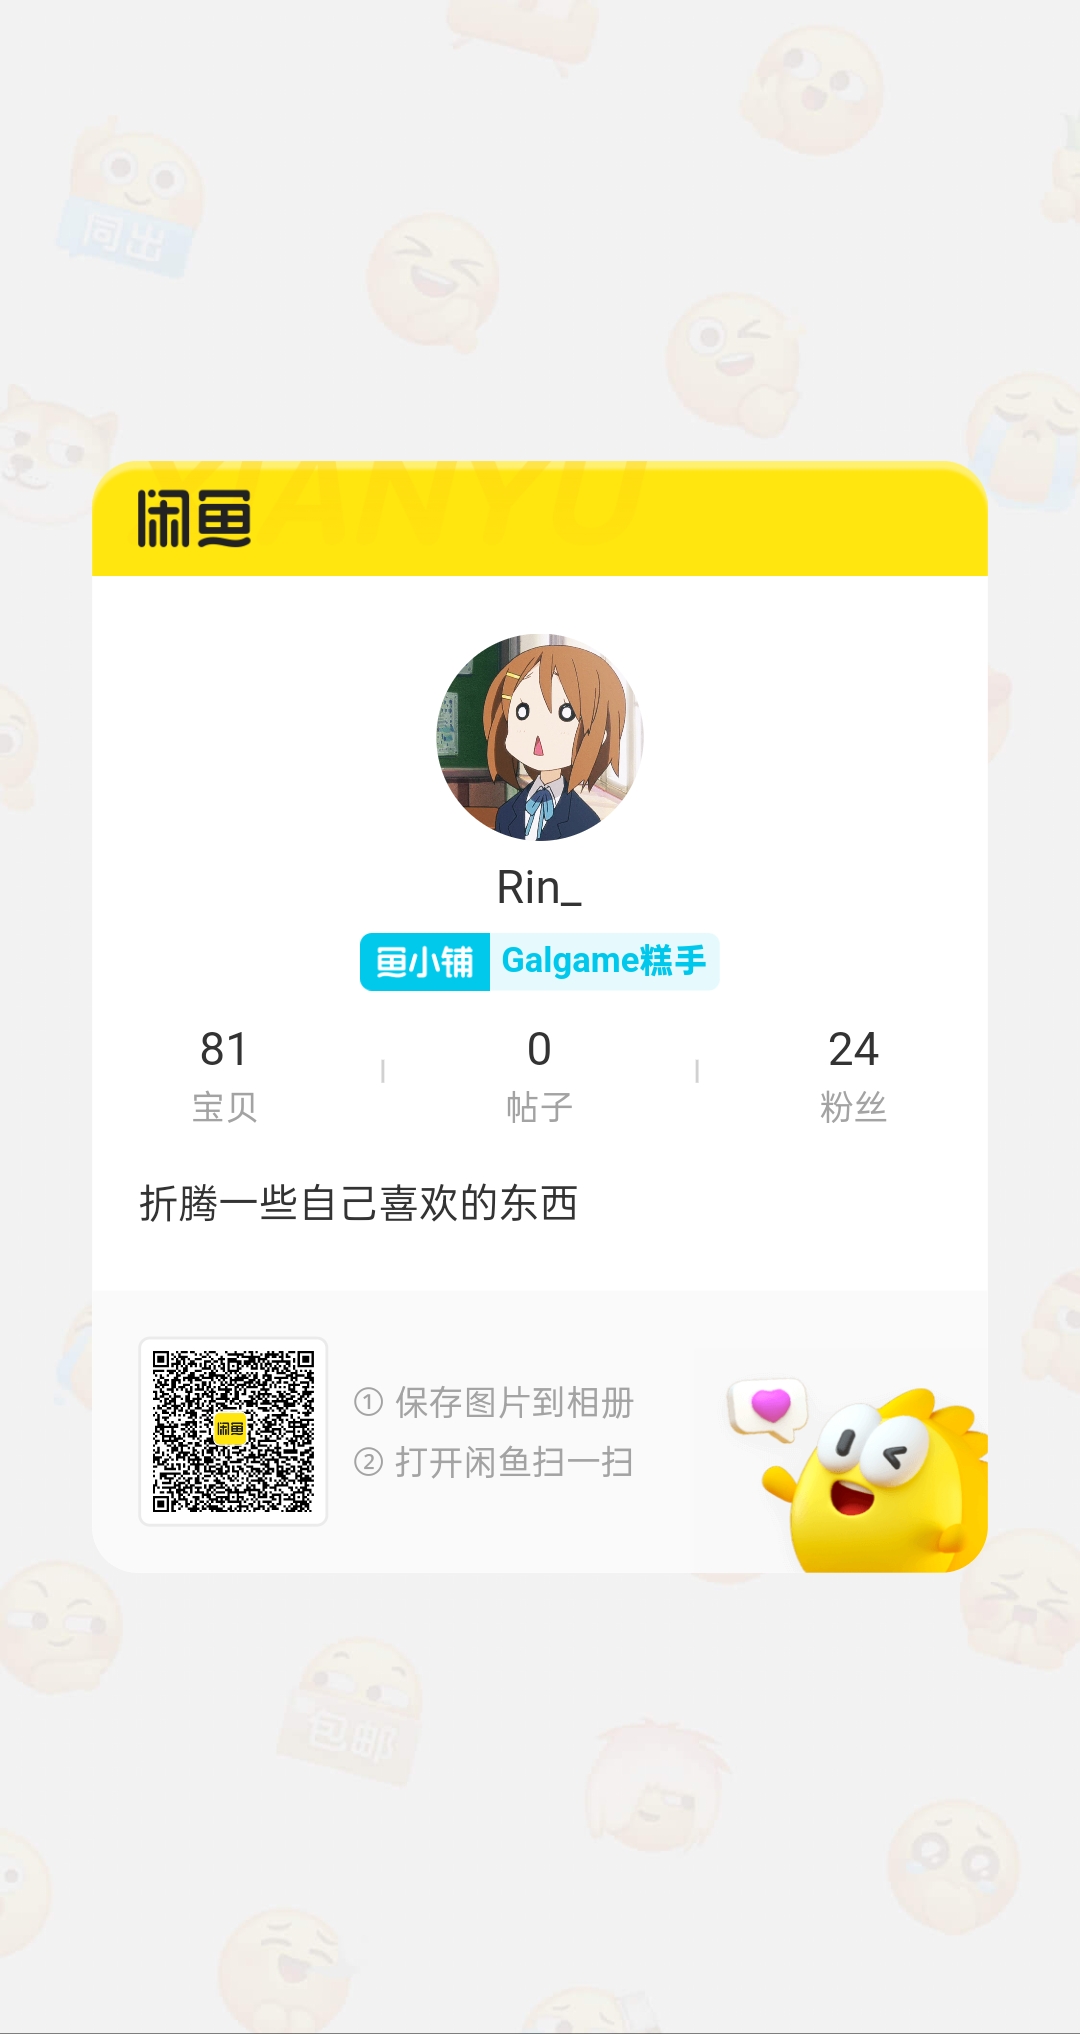 同出
XIANYU
闲鱼
Rin_
鱼小铺 Galgame糕手
81 0 24
宝贝 帖子 粉丝
折腾一些自己喜欢的东西
闲鱼
① 保存图片到相册
② 打开闲鱼扫一扫
包邮